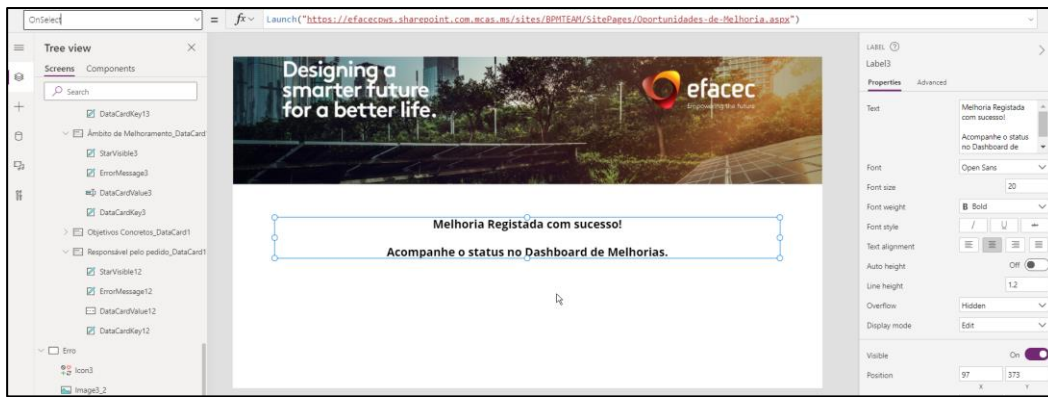 OnSelect
=
fx
Launch("https://efacecpws.sharepoint.com.mcas.ms/sites/BPMTEAM/SitePages/Oportunidades-de-Melhoria.aspx")
Tree view
Screens Components
Search
DataCardKey13
Âmbito de Melhoramento_DataCard
StarVisible3
ErrorMessage3
DataCardValue3
DataCardKey3
Objetivos Concretos_DataCard1
Responsável pelo pedido_DataCard1
StarVisible12
ErrorMessage12
DataCardValue12
DataCardKey12
Erro
Icon3
Image3_2
Designing a
smarter future
for a better life.
efacec
Empowering the future
Melhoria Registada com sucesso!
Acompanhe o status no Dashboard de Melhorias.
LABEL
Label3
Properties Advanced
Text
Melhoria Registada
com sucesso!
Acompanhe o status
no Dashboard de
Font Open Sans
Font size 20
Font weight B Bold
Font style / U abc
Text alignment
Auto height Off
Line height 1.2
Overflow Hidden
Display mode Edit
Visible On
Position 97 373
X Y